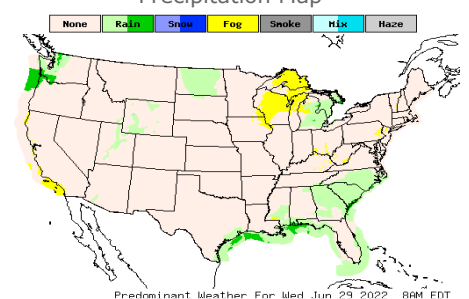 Precipitation Map
None Rain Snow Fog Smoke Mix Haze
Predominant Weather For Wed Jun 29 2022 8AM EDT